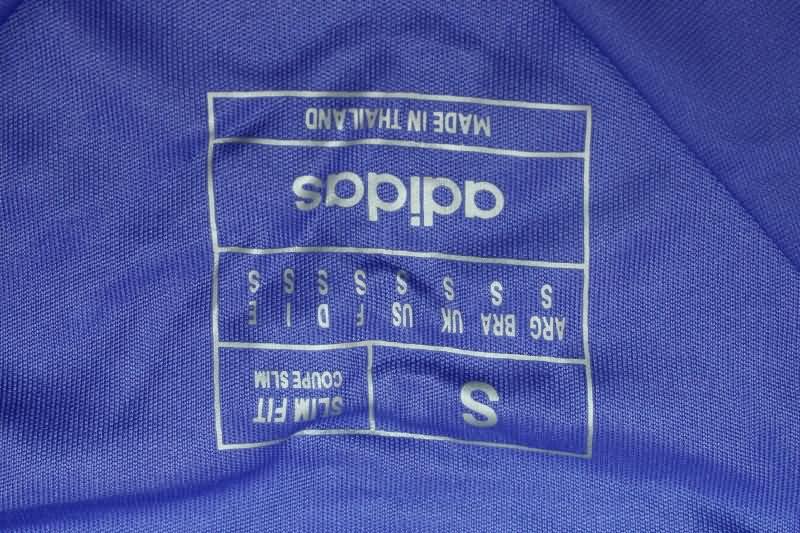 S
SLIM FIT
COUPE SLIM
ARG BRA UK US F D I E
S S S S S S S S
adidas
MADE IN THAILAND